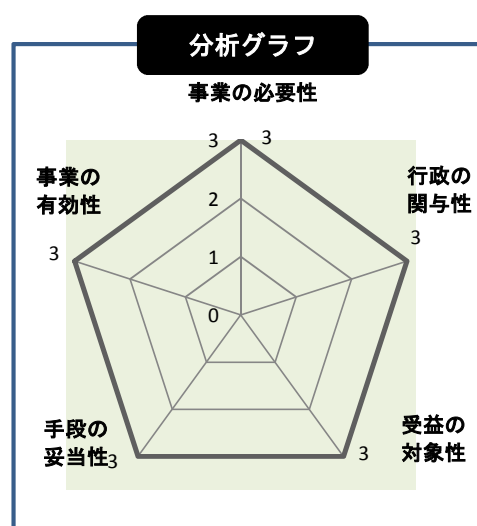 分析グラフ
事業の必要性
3 3
事業の
有効性
行政の
関与性
2
3
3
1
0
手段の
妥当性3
受益の
対象性
3